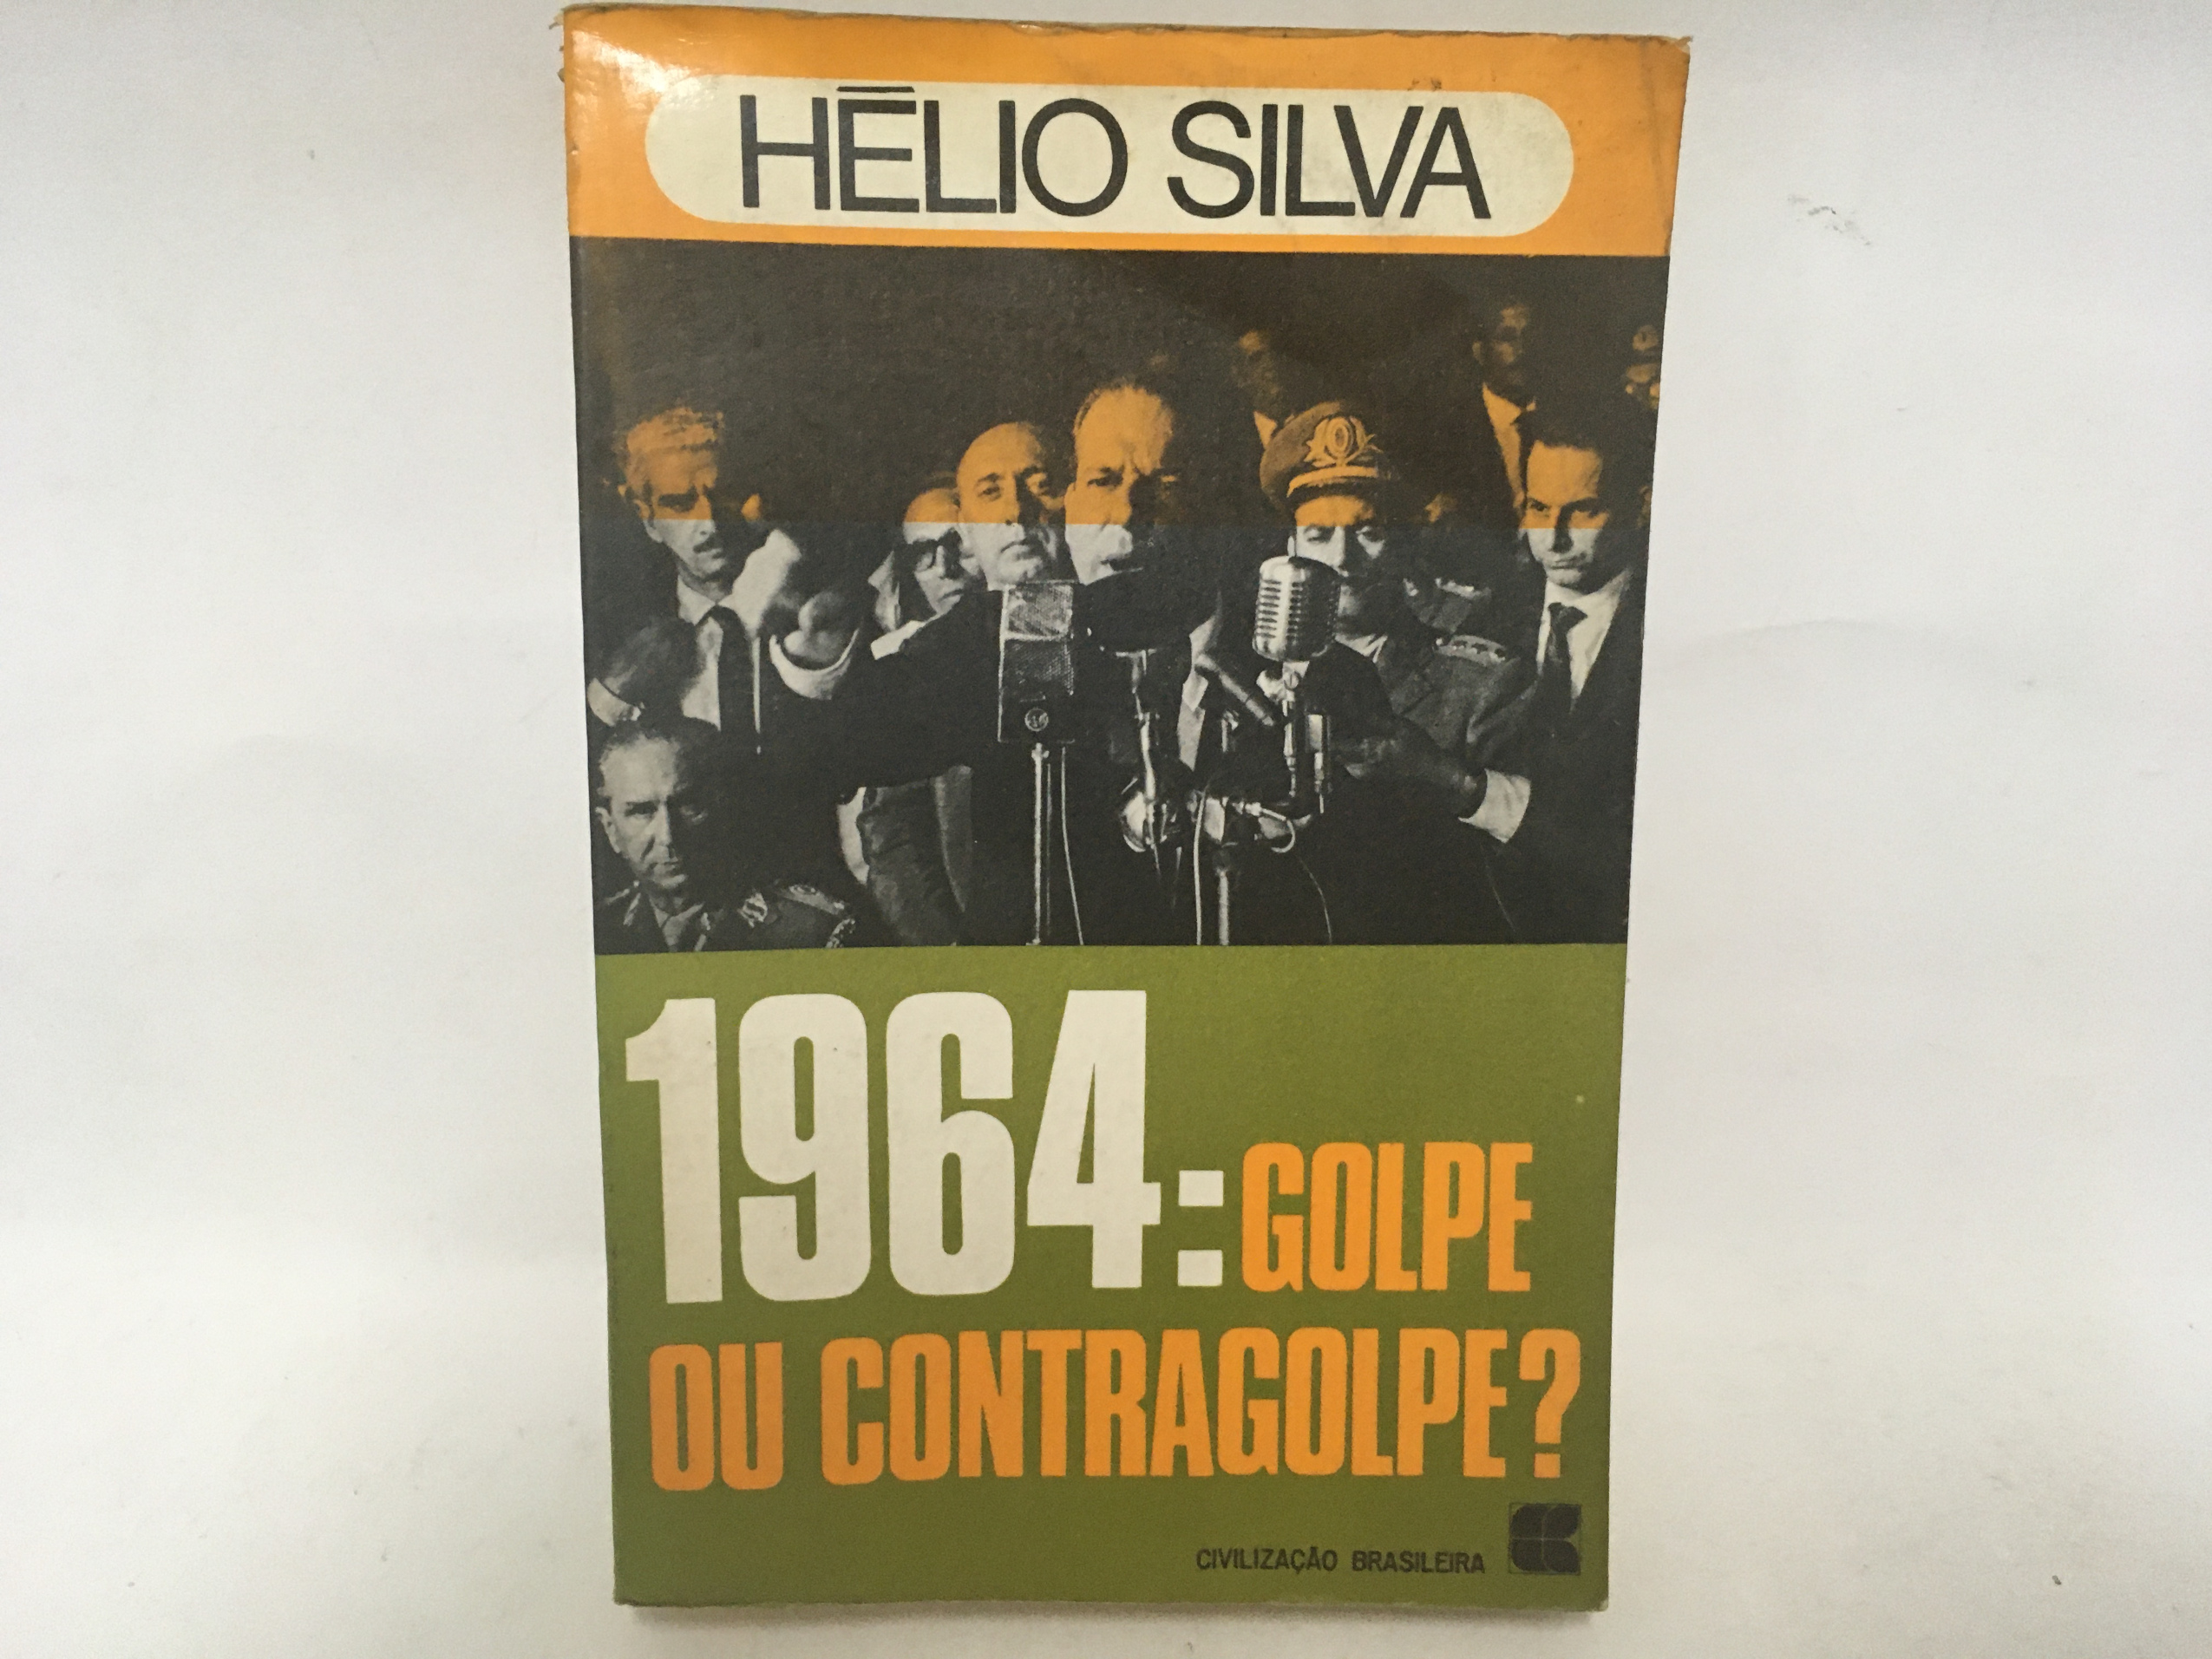 HÉLIO SILVA
1964: GOLPE
OU CONTRAGOLPE?
CIVILIZAÇÃO BRASILEIRA